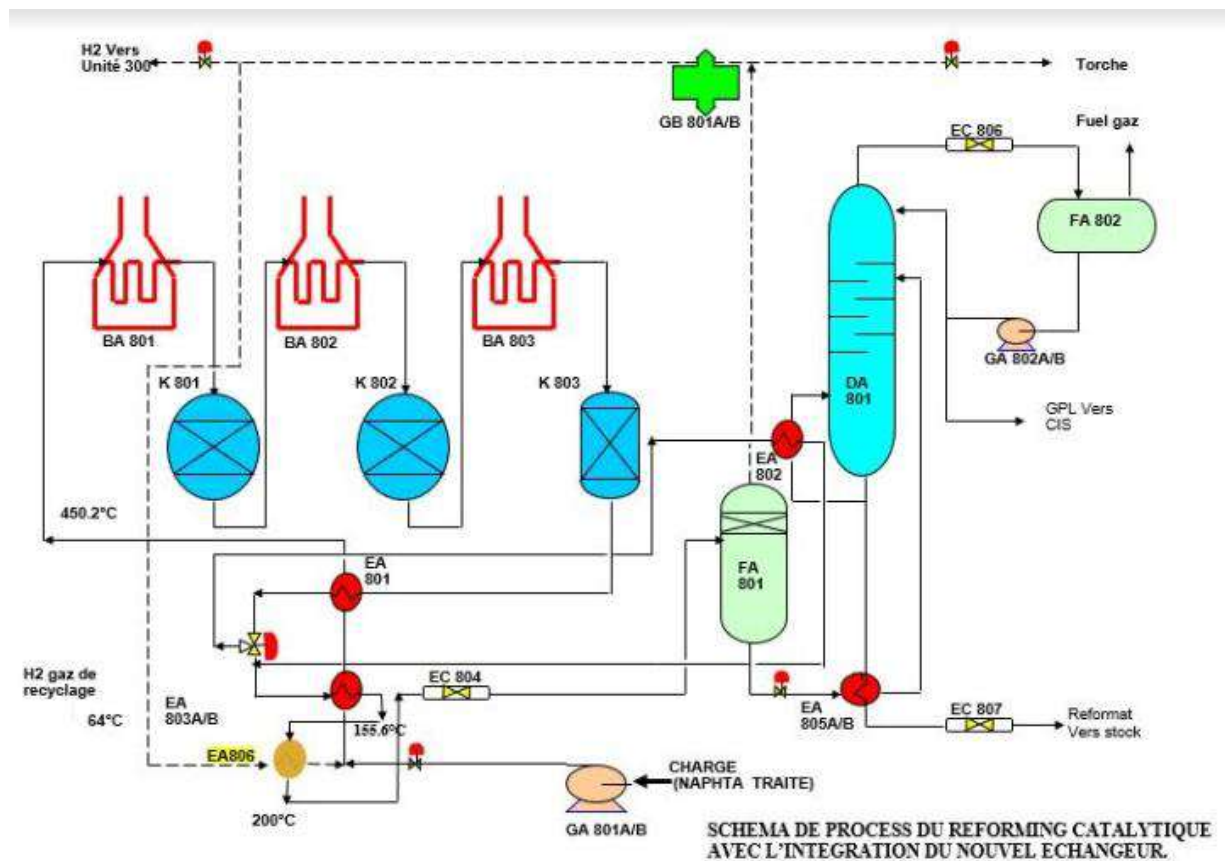 H2 Vers
Unité 300
Torche
GB 801A/B
EC 806
Fuel gaz
FA 802
BA 801
BA 802
BA 803
GA 802A/B
K 801
K 802
K 803
DA
801
GPL Vers
CIS
EA
802
450.2°C
EA
801
FA
801
H2 gaz de
recyclage
EC 804
64°C
EA
803A/B
155.6°C
EA
805A/B
EC 807
Reformat
Vers stock
EA806
CHARGE
(NAPHTA TRAITE)
200°C
GA 801A/B
SCHEMA DE PROCESS DU REFORMING CATALYTIQUE
AVEC L'INTEGRATION DU NOUVEL ECHANGEUR.